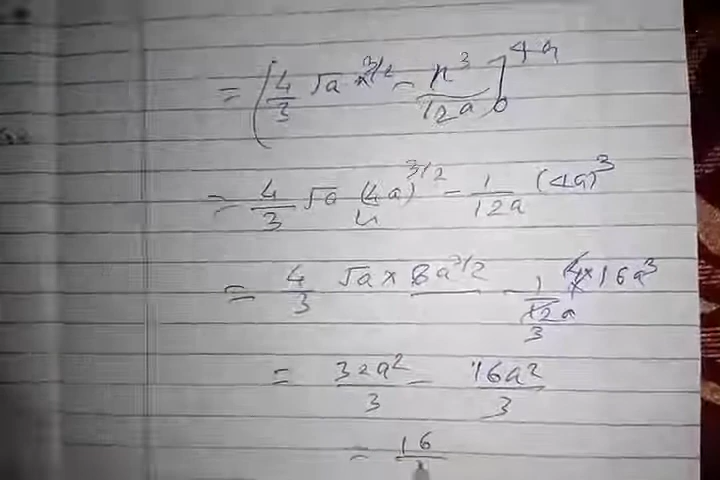 = [4/3 √a x^3/2 - x^3/12a]_0^4a
= 4/3 √a (4a)^3/2 - 1/12a (4a)^3
= 4/3 √a × 8a^3/2 - 1/12a 4×16a^3
3
= 32a^2/3 - 16a^2/3
= 16